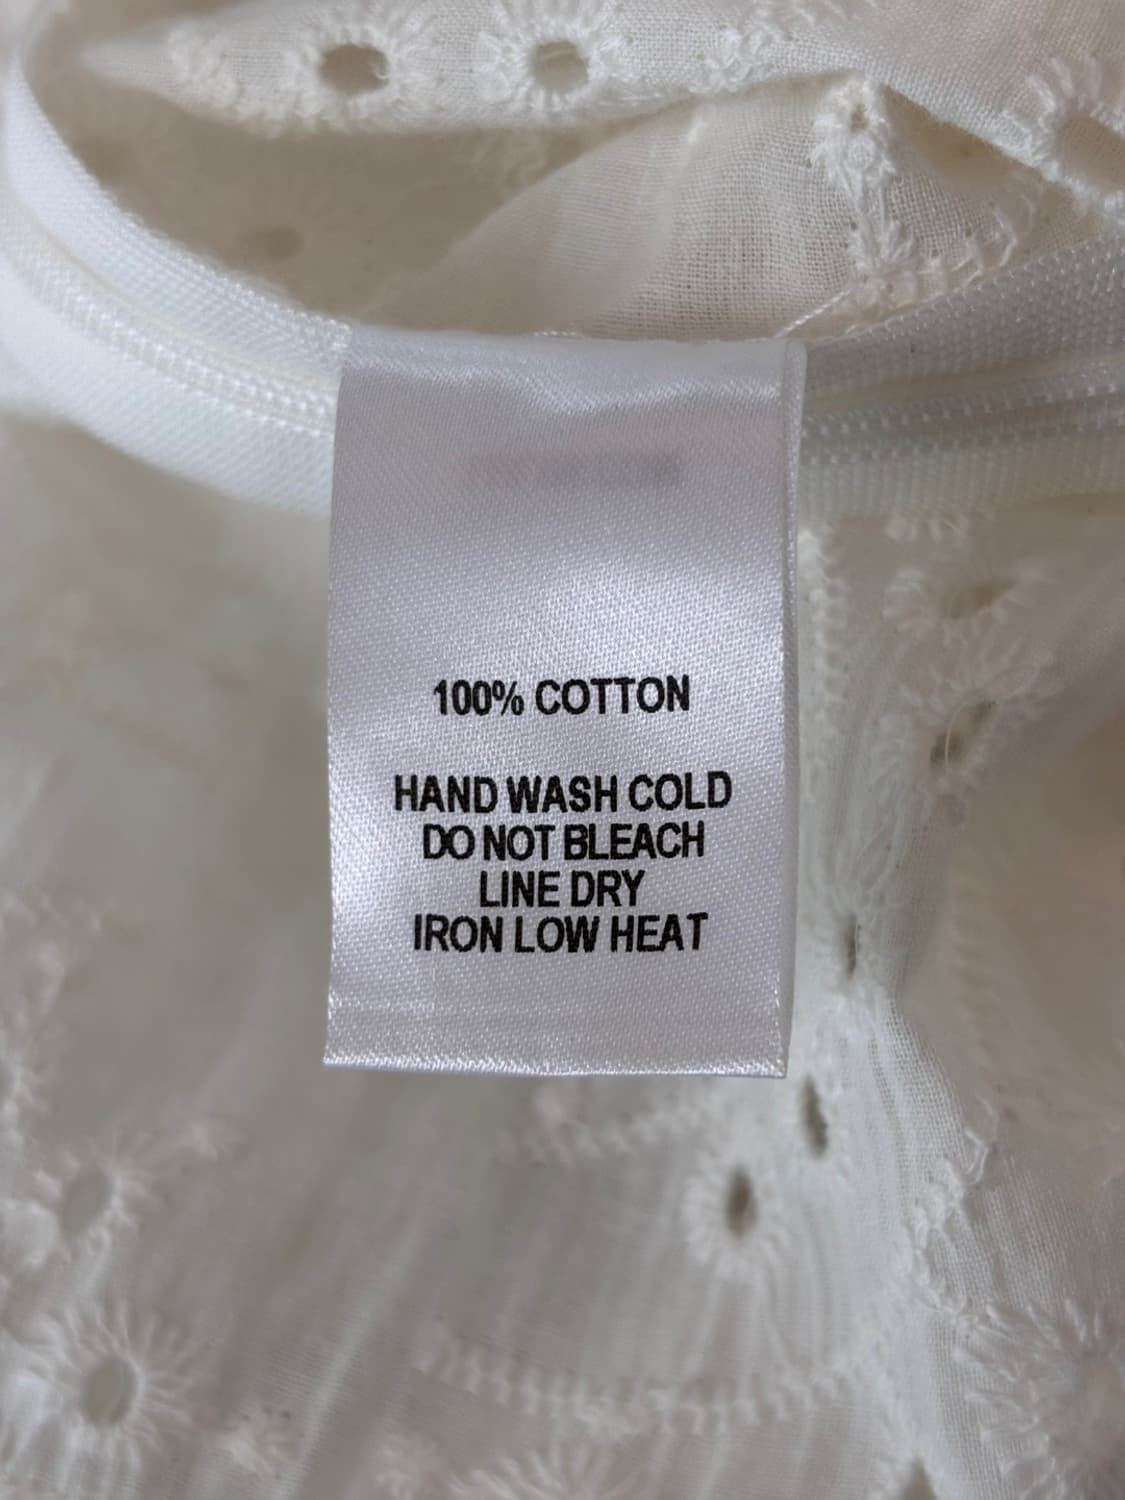 100% COTTON
HAND WASH COLD
DO NOT BLEACH
LINE DRY
IRON LOW HEAT